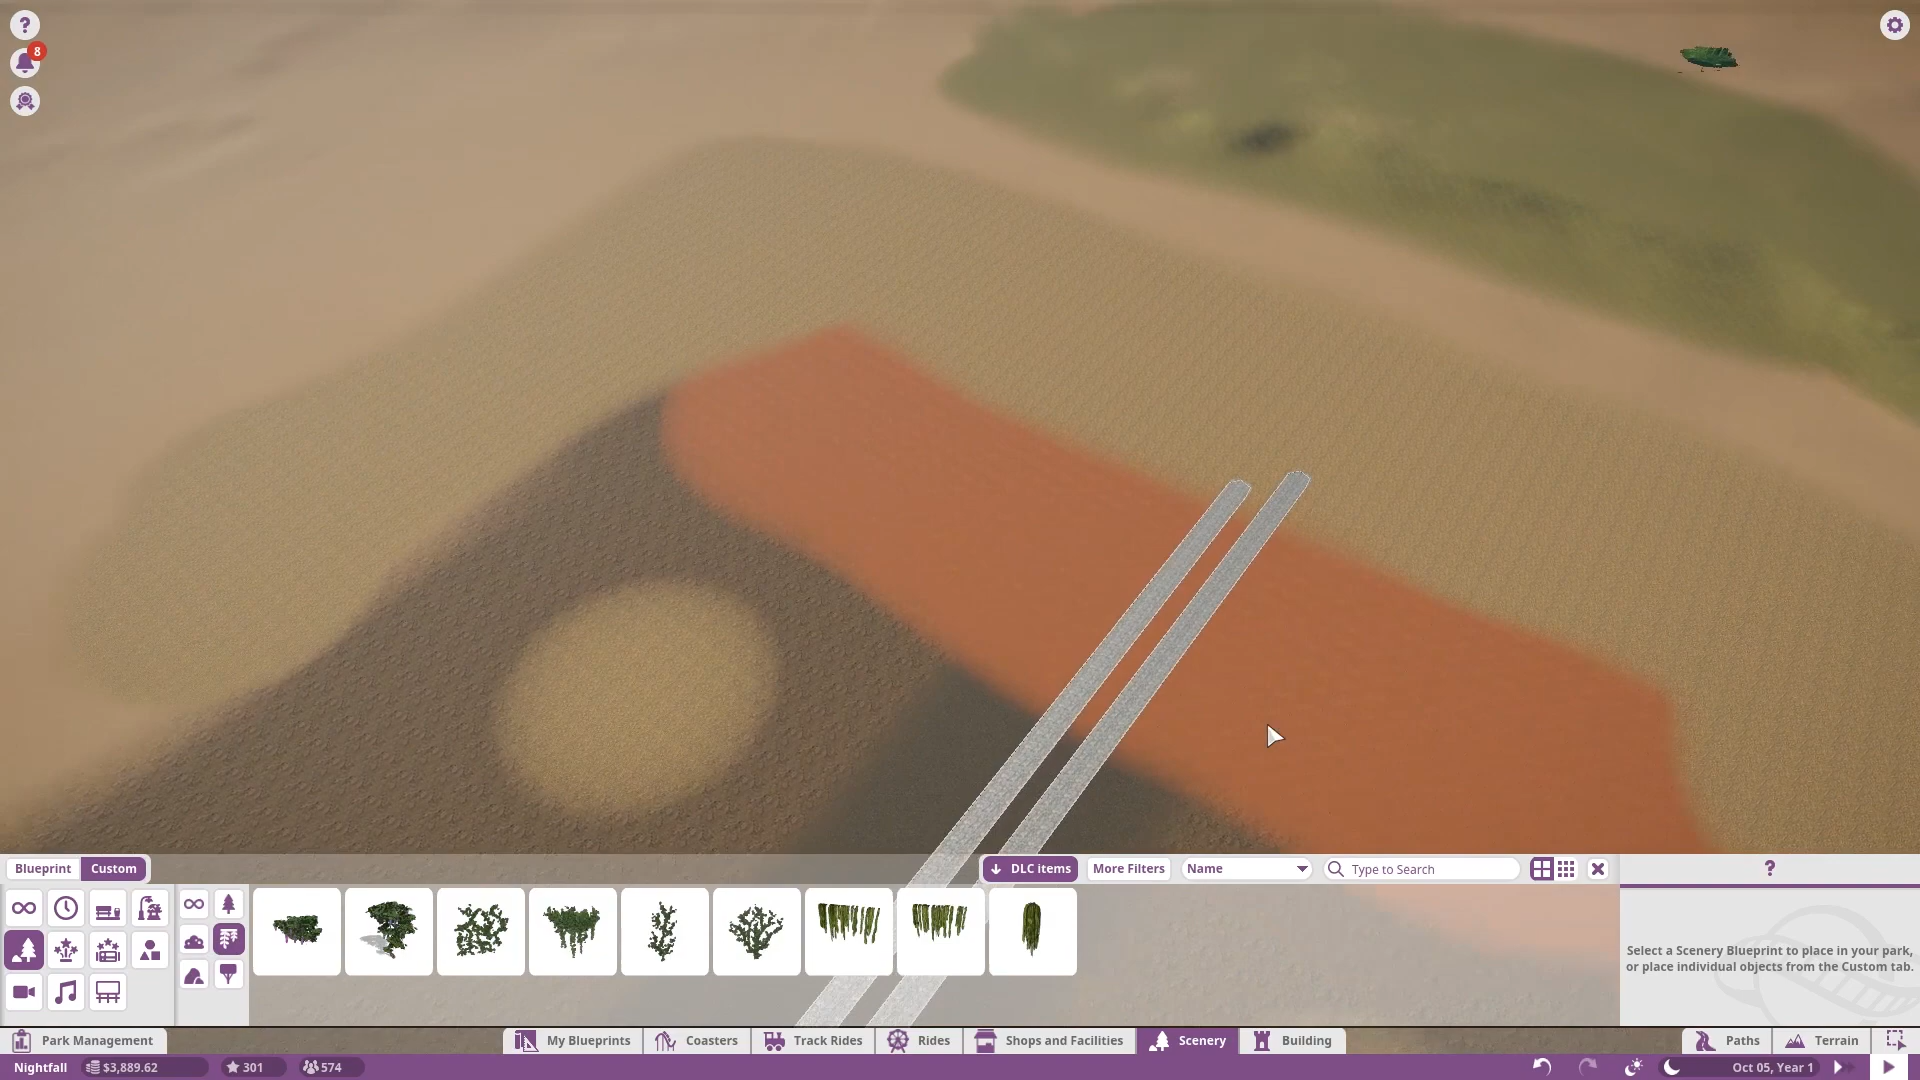 ?
8
Blueprint Custom
DLC items More Filters Name Type to Search
?
Select a Scenery Blueprint to place in your park,
or place individual objects from the Custom tab.
Park Management My Blueprints Coasters Track Rides Rides Shops and Facilities Scenery Building Paths Terrain
Nightfall $3,889.62 301 574 Oct 05, Year 1